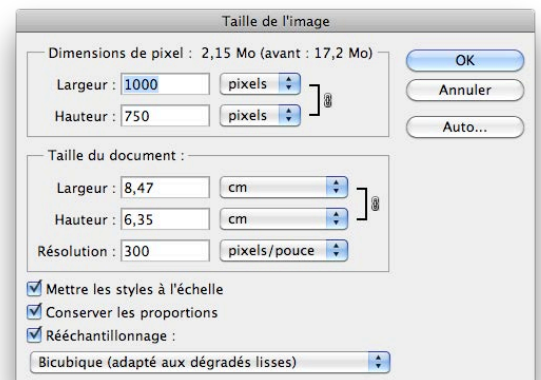 Taille de l'image
Dimensions de pixel : 2,15 Mo (avant : 17,2 Mo)
Largeur : 1000 pixels
Hauteur : 750 pixels
OK
Annuler
Auto...
Taille du document :
Largeur : 8,47 cm
Hauteur : 6,35 cm
Résolution : 300 pixels/pouce
Mettre les styles à l'échelle
Conserver les proportions
Rééchantillonnage :
Bicubique (adapté aux dégradés lisses)